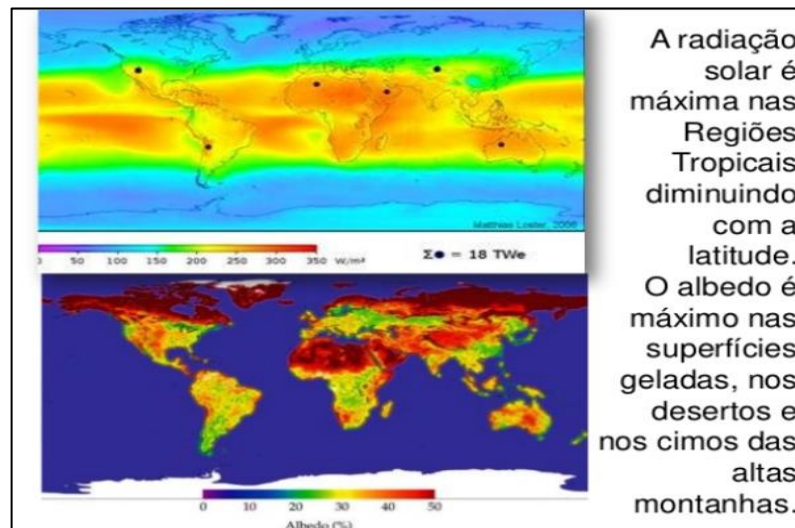 A radiação
solar é
máxima nas
Regiões
Tropicais
diminuindo
com a
latitude.
O albedo é
máximo nas
superfícies
geladas, nos
desertos e
nos cimos das
altas
montanhas.
Matthias Loster, 2006
0 50 100 150 200 250 300 350 W/m²
Σ● = 18 TWe
0 10 20 30 40 50
Albedo (%)